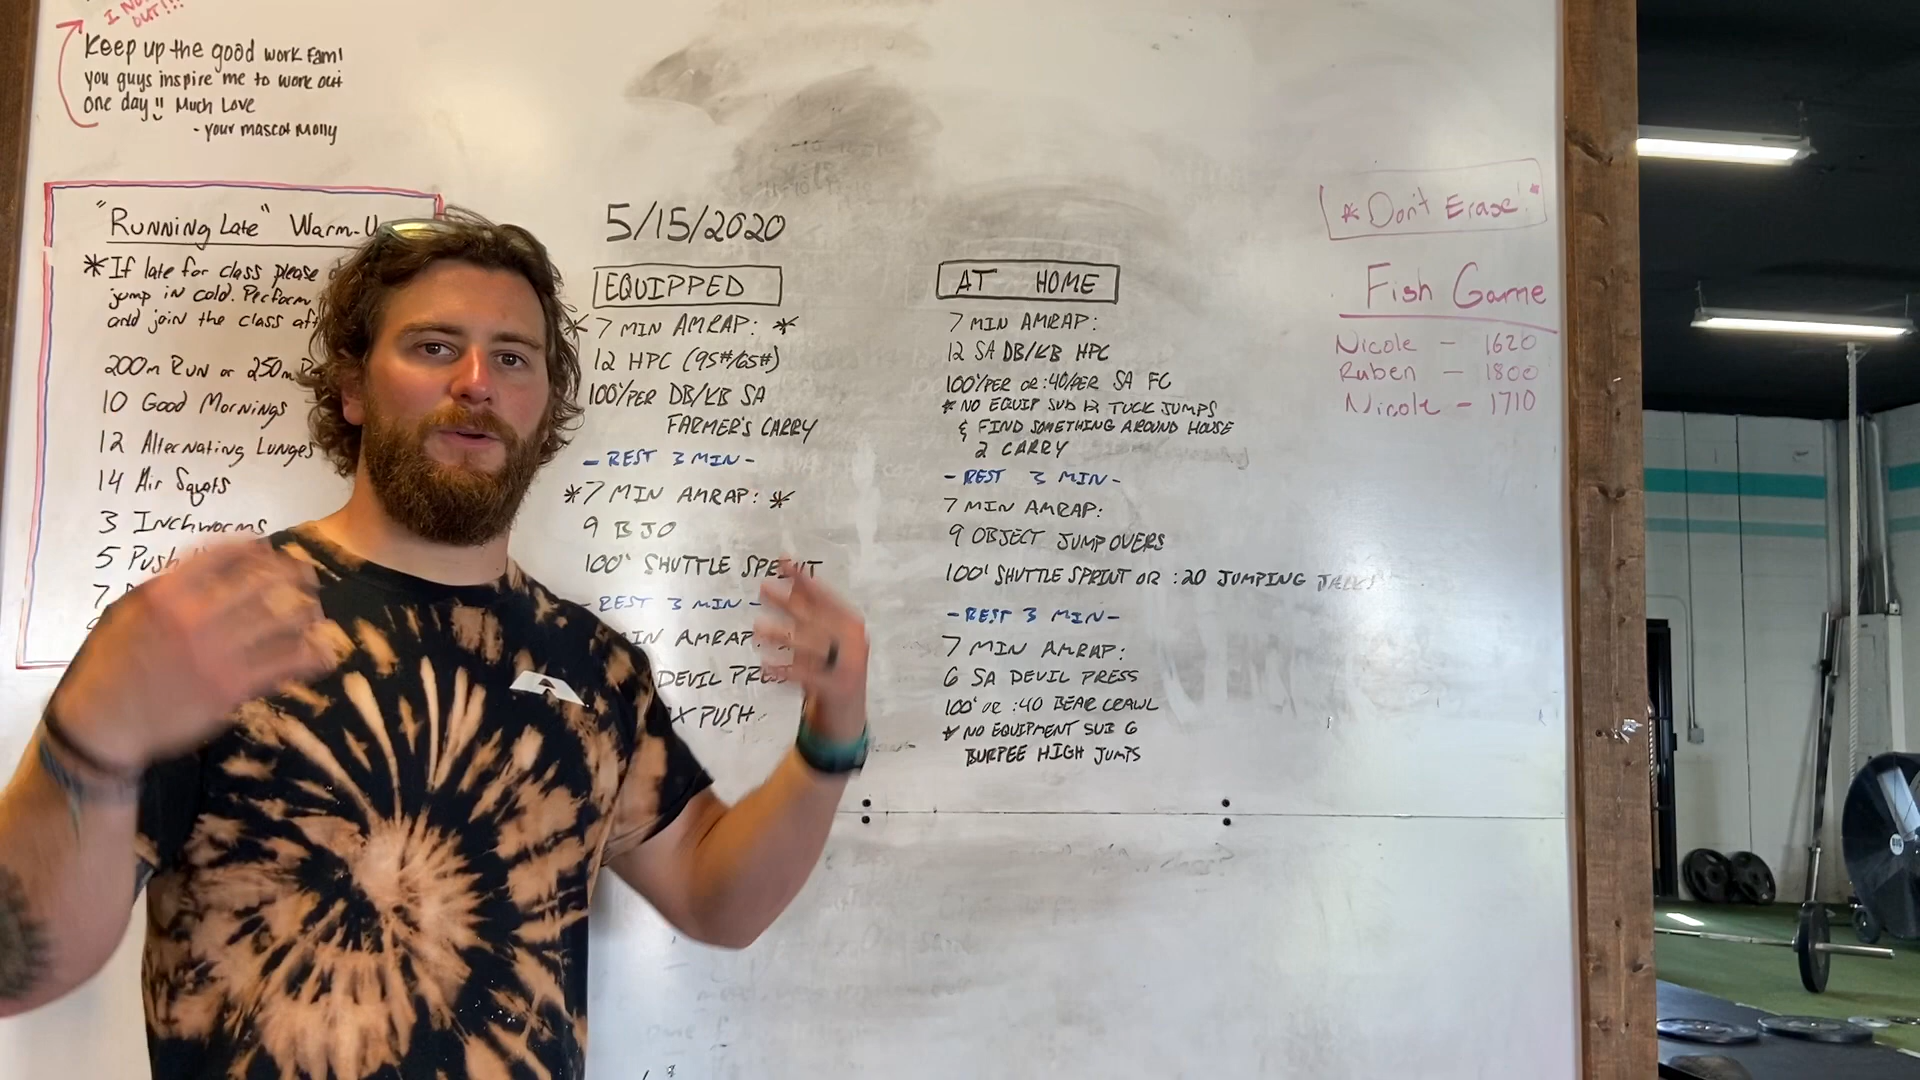 OUT!!!
Keep up the good work Fam!
you guys inspire me to work out
one day!! Much Love
- your mascot Molly
"Running Late" Warm-U
*If late for class please
jump in cold. Perform
and join the class aft
200m Run or 250m
10 Good Mornings
12 Alternating Lunges
14 Air Squats
3 Inchworms
5 Push
7
5/15/2020
EQUIPPED
* 7 MIN AMRAP: *
12 HPC (95#/65#)
100'/PER DB/KB SA
FARMER'S CARRY
- REST 3 MIN -
*7 MIN AMRAP: *
9 BJO
100' SHUTTLE SPRINT
- REST 3 MIN -
IN AMRAP:
DEVIL PRESS
X PUSH
AT HOME
7 MIN AMRAP:
12 SA DB/KB HPC
100'/PER OR :40/PER SA FC
* NO EQUIP SUB 12 TUCK JUMPS
& FIND SOMETHING AROUND HOUSE
2 CARRY
- REST 3 MIN -
7 MIN AMRAP:
9 OBJECT JUMP OVERS
100' SHUTTLE SPRINT OR :20 JUMPING JACKS
- REST 3 MIN -
7 MIN AMRAP:
6 SA DEVIL PRESS
100' OR :40 BEAR CRAWL
* NO EQUIPMENT SUB 6
BURPEE HIGH JUMPS
*Don't Erase!*
Fish Game
Nicole - 1620
Ruben - 1800
Nicole - 1710